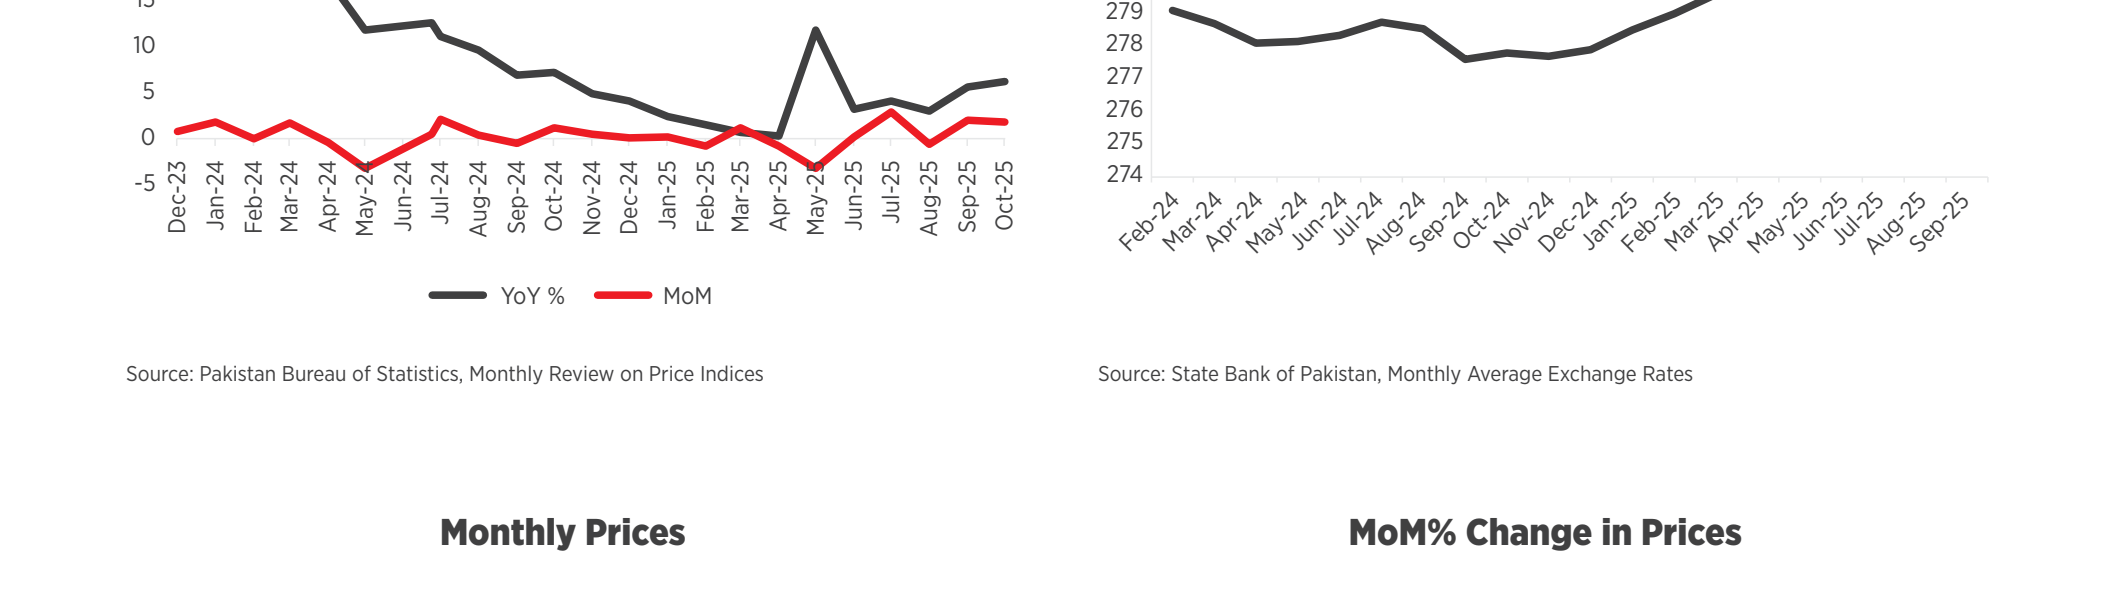 15
10
5
0
-5
Dec-23
Jan-24
Feb-24
Mar-24
Apr-24
May-24
Jun-24
Jul-24
Aug-24
Sep-24
Oct-24
Nov-24
Dec-24
Jan-25
Feb-25
Mar-25
Apr-25
May-25
Jun-25
Jul-25
Aug-25
Sep-25
Oct-25
YoY %
MoM
Source: Pakistan Bureau of Statistics, Monthly Review on Price Indices
279
278
277
276
275
274
Feb-24
Mar-24
Apr-24
May-24
Jun-24
Jul-24
Aug-24
Sep-24
Oct-24
Nov-24
Dec-24
Jan-25
Feb-25
Mar-25
Apr-25
May-25
Jun-25
Jul-25
Aug-25
Sep-25
Source: State Bank of Pakistan, Monthly Average Exchange Rates
Monthly Prices
MoM% Change in Prices